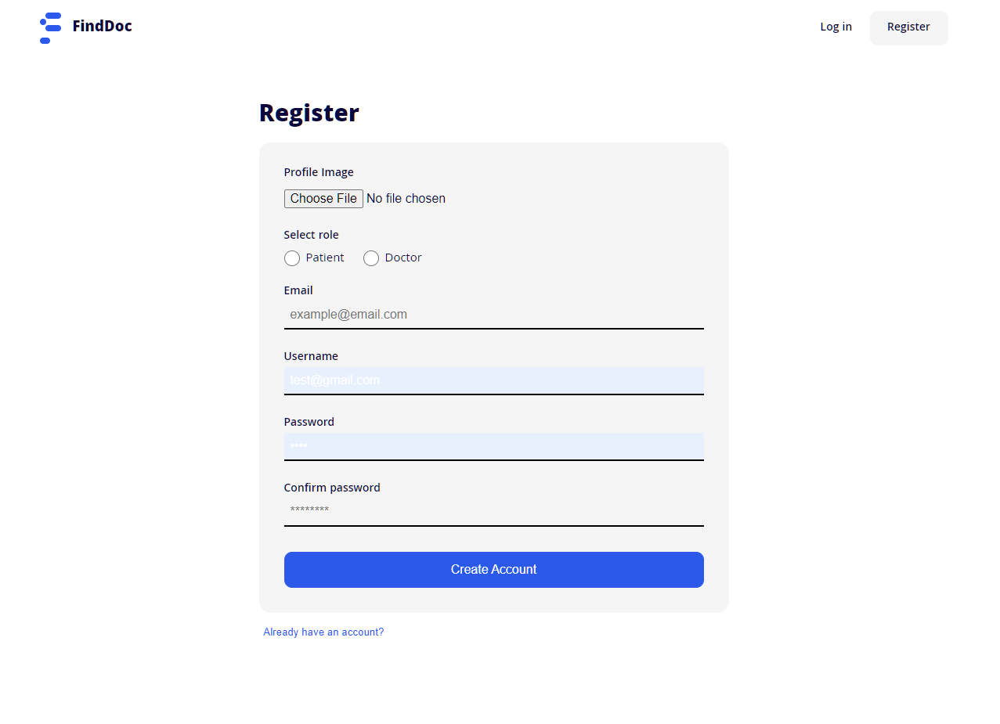 FindDoc
Log in
Register
Register
Profile Image
Choose File No file chosen
Select role
Patient
Doctor
Email
example@email.com
Username
test@gmail.com
Password
••••
Confirm password
********
Create Account
Already have an account?